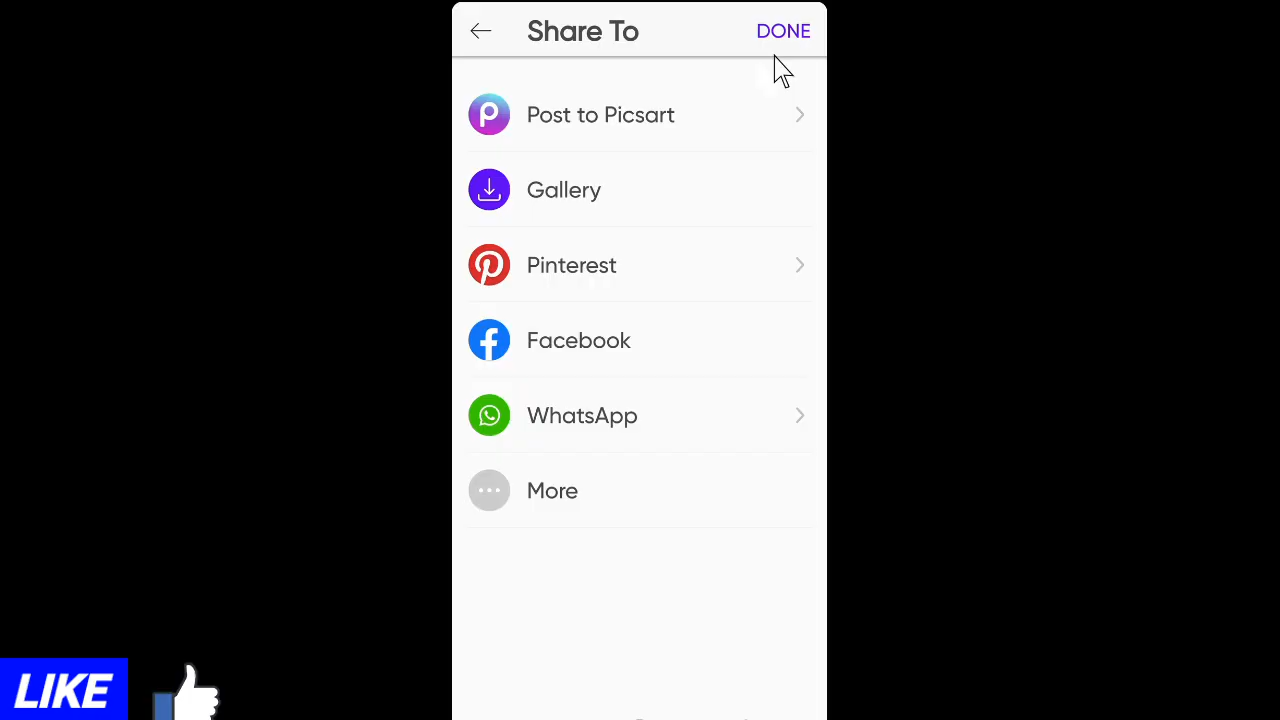 Share To
DONE
Post to Picsart
Gallery
Pinterest
Facebook
WhatsApp
More
LIKE